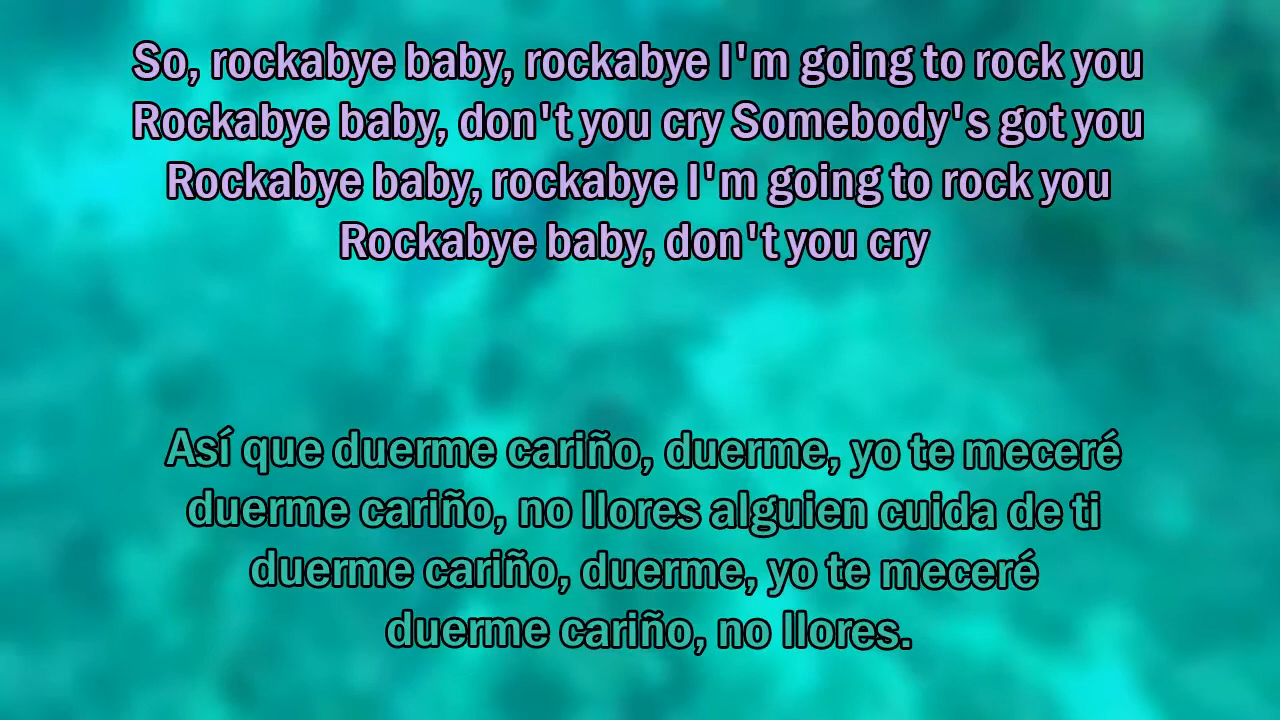 So, rockabye baby, rockabye I'm going to rock you
Rockabye baby, don't you cry Somebody's got you
Rockabye baby, rockabye I'm going to rock you
Rockabye baby, don't you cry
Así que duerme cariño, duerme, yo te meceré
duerme cariño, no llores alguien cuida de ti
duerme cariño, duerme, yo te meceré
duerme cariño, no llores.